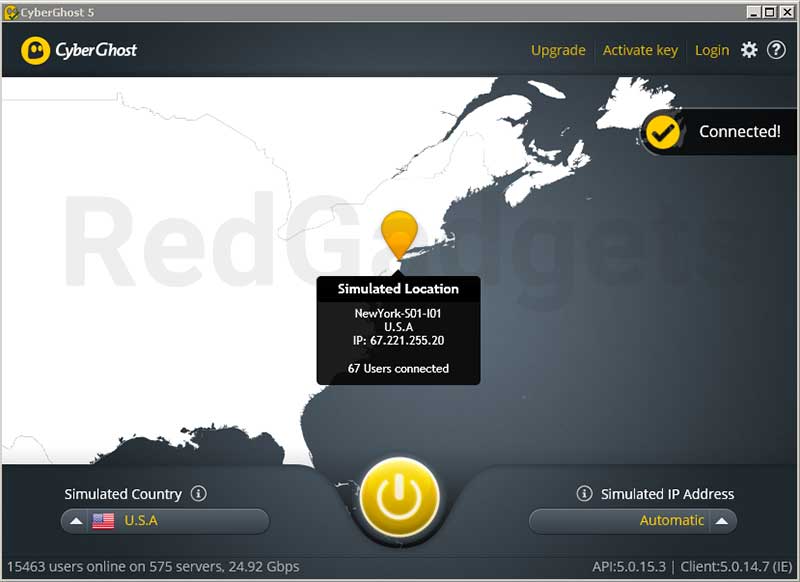 CyberGhost 5
CyberGhost
Upgrade
Activate key
Login
?
Connected!
RedGadgets
Simulated Location
NewYork-S01-I01
U.S.A
IP: 67.221.255.20
67 Users connected
Simulated Country i
i Simulated IP Address
U.S.A
Automatic
15463 users online on 575 servers, 24.92 Gbps
API:5.0.15.3 | Client:5.0.14.7 (IE)